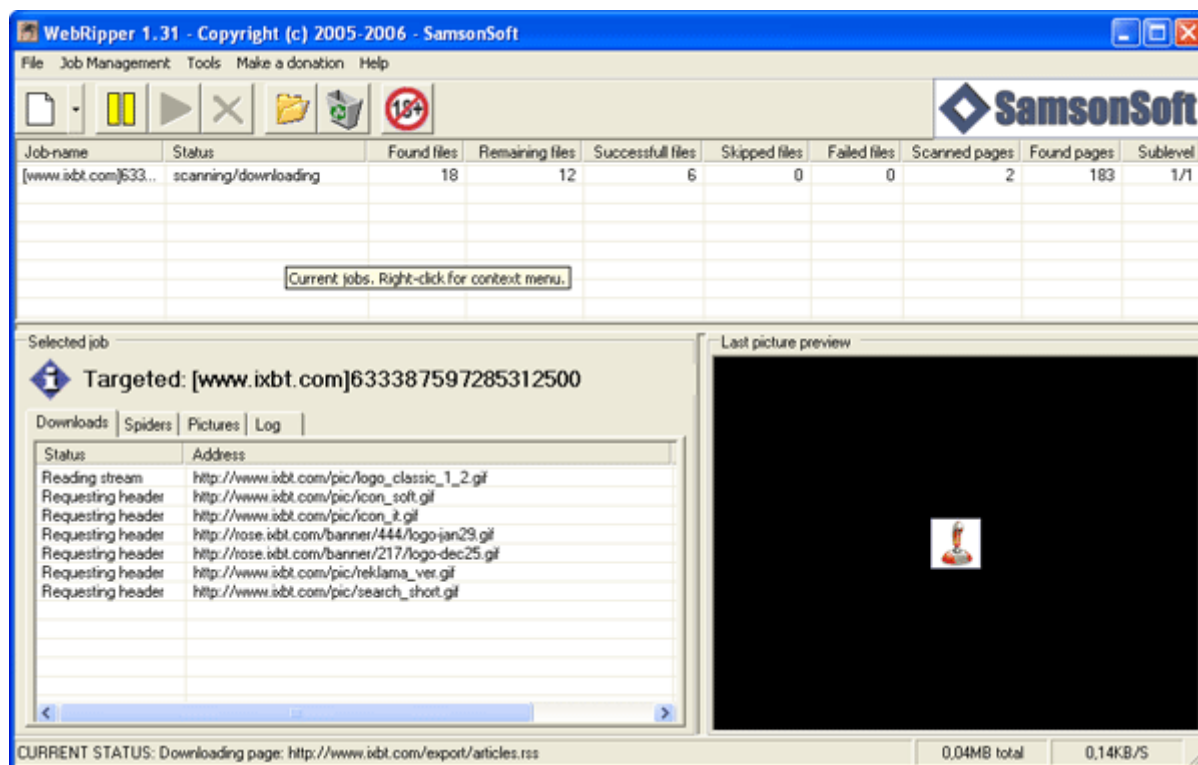 WebRipper 1.31 - Copyright (c) 2005-2006 - SamsonSoft
File Job Management Tools Make a donation Help
18+ SamsonSoft
Job-name Status Found files Remaining files Successfull files Skipped files Failed files Scanned pages Found pages Sublevel
[www.ixbt.com]633... scanning/downloading 18 12 6 0 0 2 183 1/1
Current jobs. Right-click for context menu.
Selected job Last picture preview
Targeted: [www.ixbt.com]633387597285312500
Downloads Spiders Pictures Log
Status Address
Reading stream http://www.ixbt.com/pic/logo_classic_1_2.gif
Requesting header http://www.ixbt.com/pic/icon_soft.gif
Requesting header http://www.ixbt.com/pic/icon_it.gif
Requesting header http://rose.ixbt.com/banner/444/logo-jan29.gif
Requesting header http://rose.ixbt.com/banner/217/logo-dec25.gif
Requesting header http://www.ixbt.com/pic/reklama_ver.gif
Requesting header http://www.ixbt.com/pic/search_short.gif
CURRENT STATUS: Downloading page: http://www.ixbt.com/export/articles.rss 0,04MB total 0,14KB/S